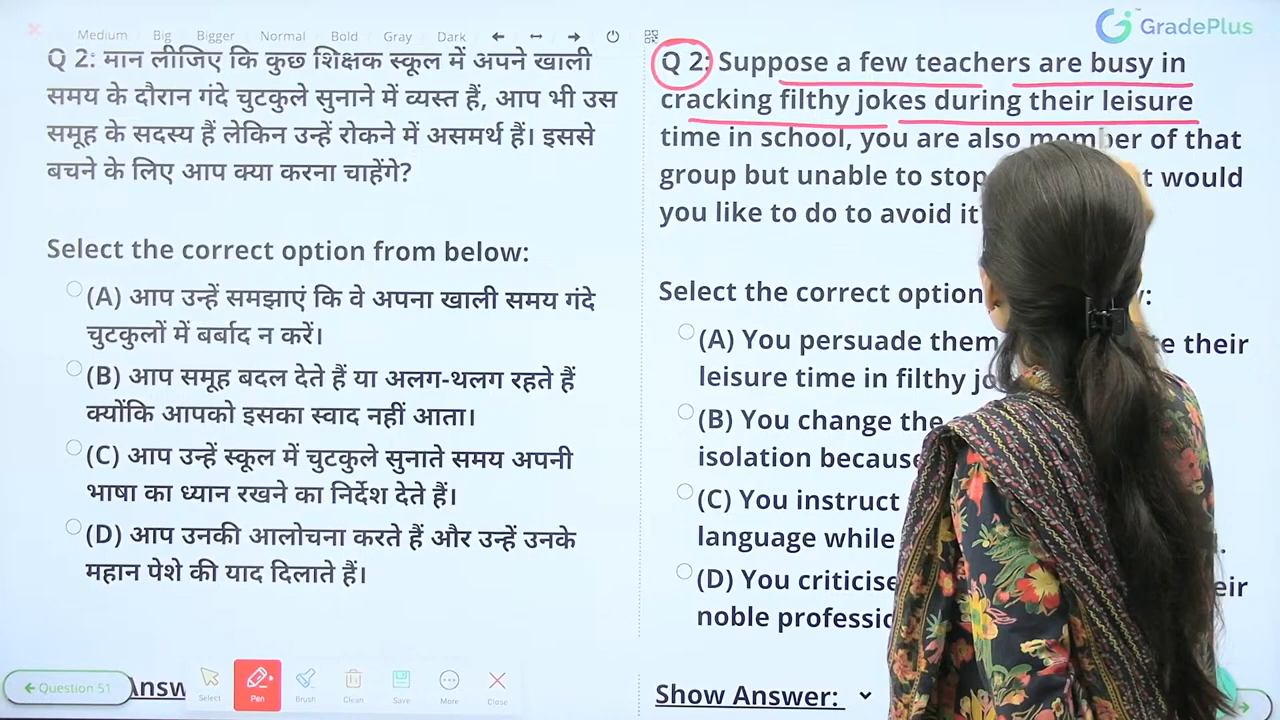 Medium Big Bigger Normal Bold Gray Dark
GradePlus
Q 2: मान लीजिए कि कुछ शिक्षक स्कूल में अपने खाली
समय के दौरान गंदे चुटकुले सुनाने में व्यस्त हैं, आप भी उस
समूह के सदस्य हैं लेकिन उन्हें रोकने में असमर्थ हैं। इससे
बचने के लिए आप क्या करना चाहेंगे?
Select the correct option from below:
(A) आप उन्हें समझाएं कि वे अपना खाली समय गंदे
चुटकुलों में बर्बाद न करें।
(B) आप समूह बदल देते हैं या अलग-थलग रहते हैं
क्योंकि आपको इसका स्वाद नहीं आता।
(C) आप उन्हें स्कूल में चुटकुले सुनाते समय अपनी
भाषा का ध्यान रखने का निर्देश देते हैं।
(D) आप उनकी आलोचना करते हैं और उन्हें उनके
महान पेशे की याद दिलाते हैं।
Q 2: Suppose a few teachers are busy in
cracking filthy jokes during their leisure
time in school, you are also member of that
group but unable to stop t would
you like to do to avoid it
Select the correct option :
(A) You persuade them e their
leisure time in filthy jo
(B) You change the
isolation because
(C) You instruct
language while .
(D) You criticise eir
noble professio
Question 51
Answ
Select Pen Brush Clean Save More Close
Show Answer: